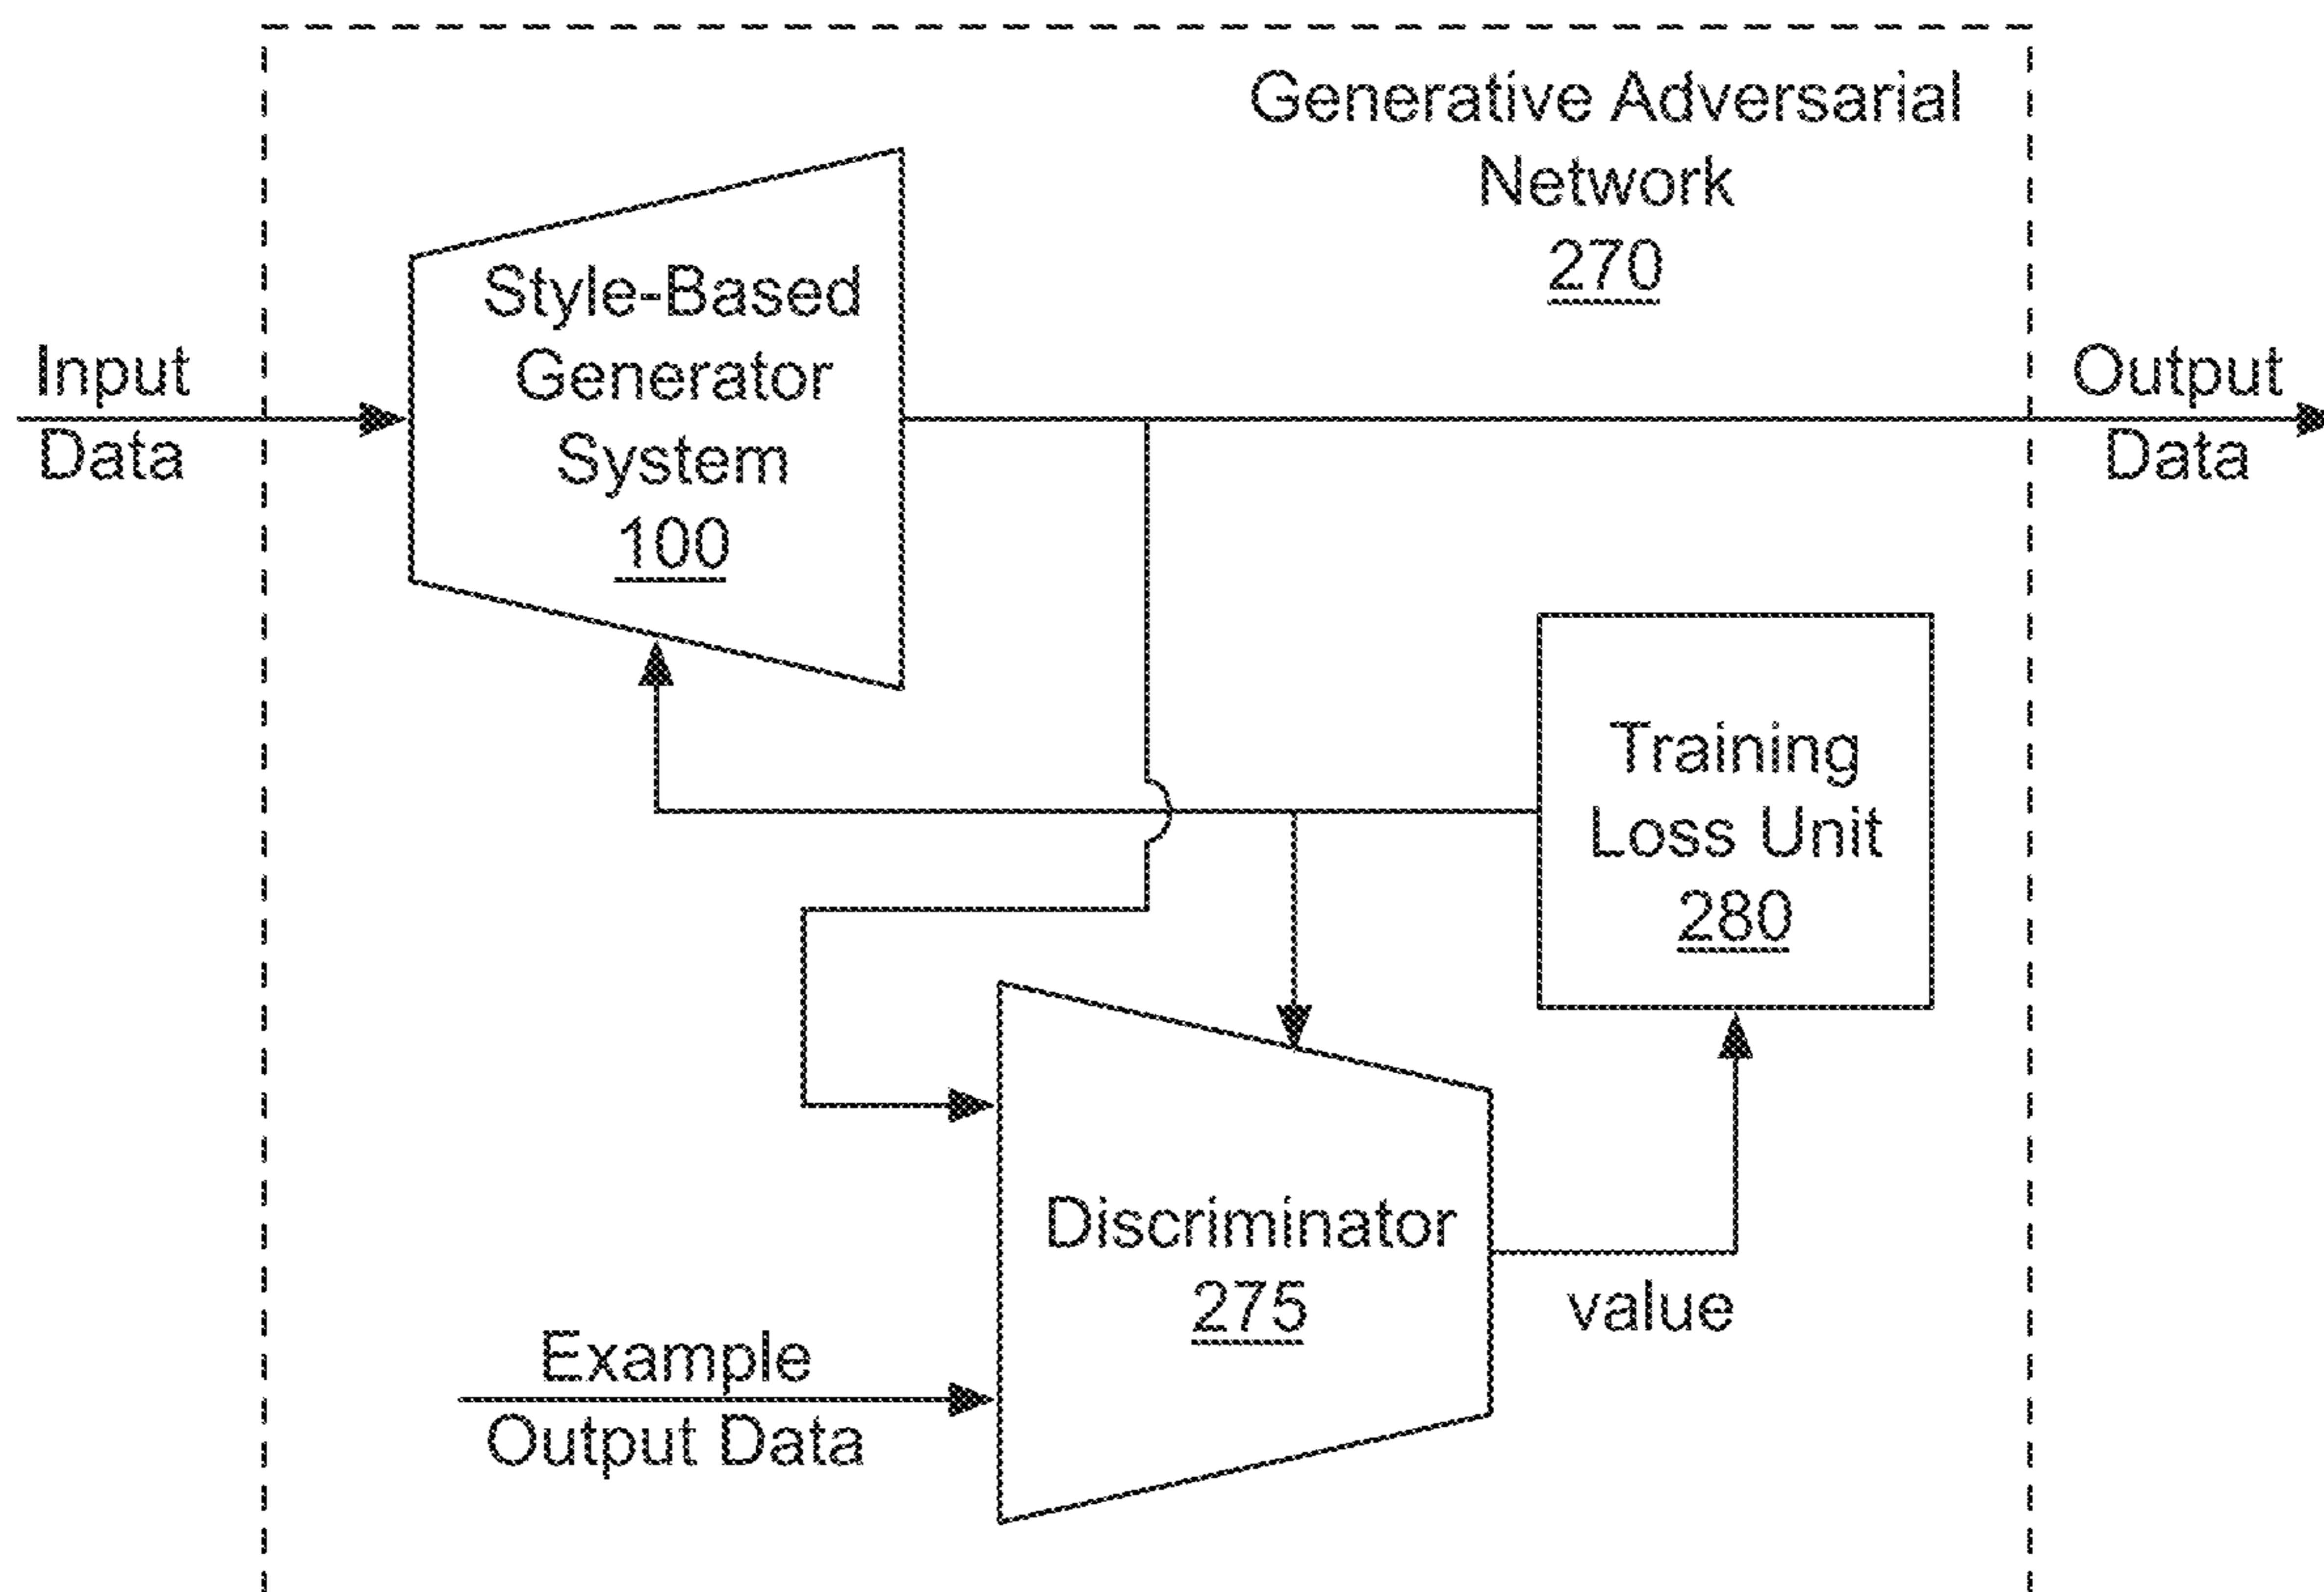 Generative Adversarial
Network
270
Style-Based
Generator
System
100
Input
Data
Output
Data
Training
Loss Unit
280
Discriminator
275
value
Example
Output Data